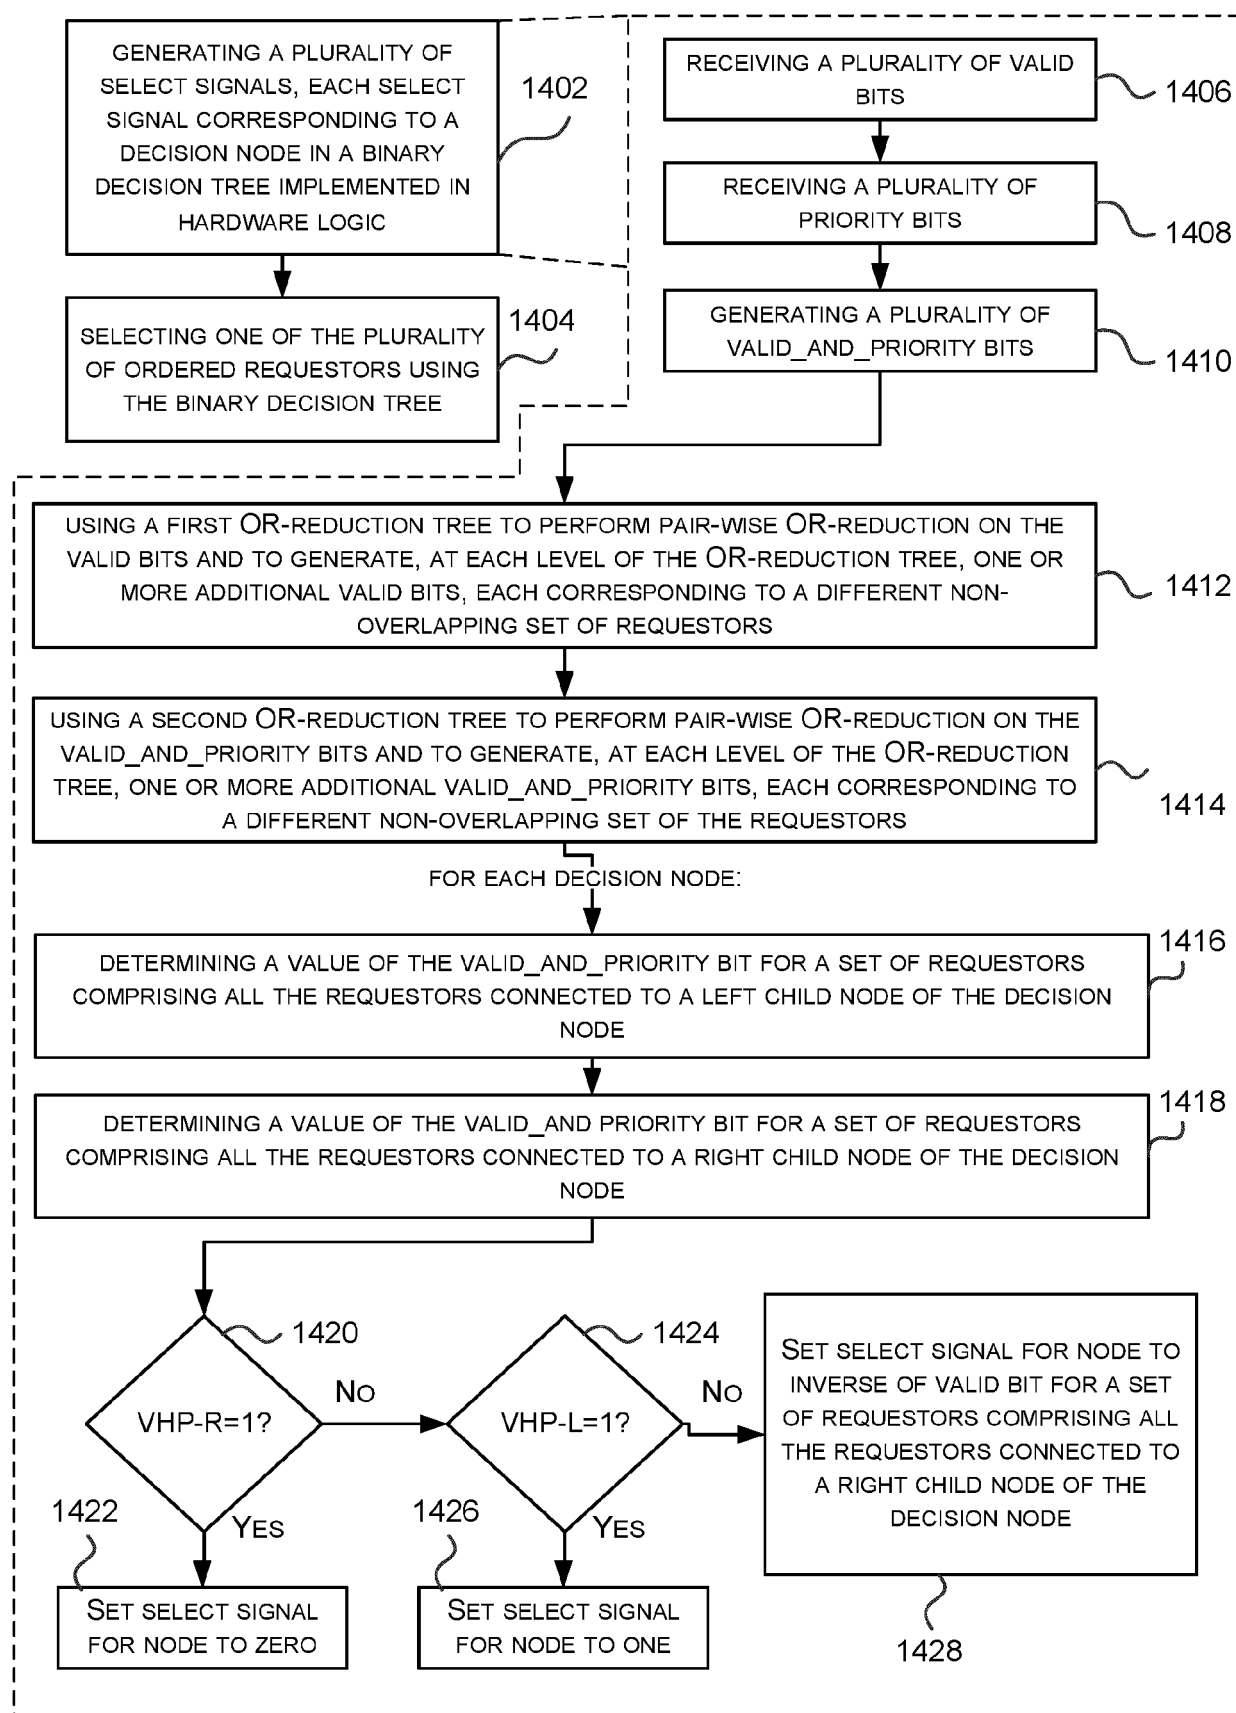 GENERATING A PLURALITY OF
SELECT SIGNALS, EACH SELECT
SIGNAL CORRESPONDING TO A
DECISION NODE IN A BINARY
DECISION TREE IMPLEMENTED IN
HARDWARE LOGIC
1402
SELECTING ONE OF THE PLURALITY
OF ORDERED REQUESTORS USING
THE BINARY DECISION TREE
1404
RECEIVING A PLURALITY OF VALID
BITS
1406
RECEIVING A PLURALITY OF
PRIORITY BITS
1408
GENERATING A PLURALITY OF
VALID_AND_PRIORITY BITS
1410
USING A FIRST OR-REDUCTION TREE TO PERFORM PAIR-WISE OR-REDUCTION ON THE
VALID BITS AND TO GENERATE, AT EACH LEVEL OF THE OR-REDUCTION TREE, ONE OR
MORE ADDITIONAL VALID BITS, EACH CORRESPONDING TO A DIFFERENT NON-
OVERLAPPING SET OF REQUESTORS
1412
USING A SECOND OR-REDUCTION TREE TO PERFORM PAIR-WISE OR-REDUCTION ON THE
VALID_AND_PRIORITY BITS AND TO GENERATE, AT EACH LEVEL OF THE OR-REDUCTION
TREE, ONE OR MORE ADDITIONAL VALID_AND_PRIORITY BITS, EACH CORRESPONDING TO
A DIFFERENT NON-OVERLAPPING SET OF THE REQUESTORS
1414
FOR EACH DECISION NODE:
DETERMINING A VALUE OF THE VALID_AND_PRIORITY BIT FOR A SET OF REQUESTORS
COMPRISING ALL THE REQUESTORS CONNECTED TO A LEFT CHILD NODE OF THE DECISION
NODE
1416
DETERMINING A VALUE OF THE VALID_AND PRIORITY BIT FOR A SET OF REQUESTORS
COMPRISING ALL THE REQUESTORS CONNECTED TO A RIGHT CHILD NODE OF THE DECISION
NODE
1418
VHP-R=1?
1420
NO
YES
1422
SET SELECT SIGNAL
FOR NODE TO ZERO
VHP-L=1?
1424
NO
YES
1426
SET SELECT SIGNAL
FOR NODE TO ONE
SET SELECT SIGNAL FOR NODE TO
INVERSE OF VALID BIT FOR A SET
OF REQUESTORS COMPRISING ALL
THE REQUESTORS CONNECTED TO
A RIGHT CHILD NODE OF THE
DECISION NODE
1428